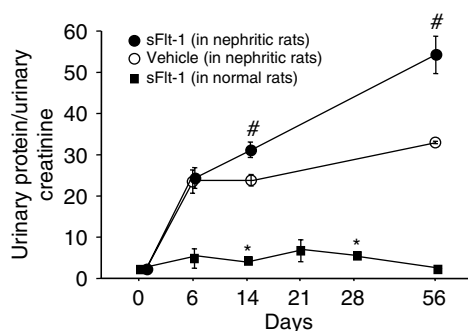 60
50
40
30
20
10
0
Urinary protein/urinary
creatinine
sFlt-1 (in nephritic rats)
Vehicle (in nephritic rats)
sFlt-1 (in normal rats)
#
#
*
*
0 6 14 21 28 56
Days